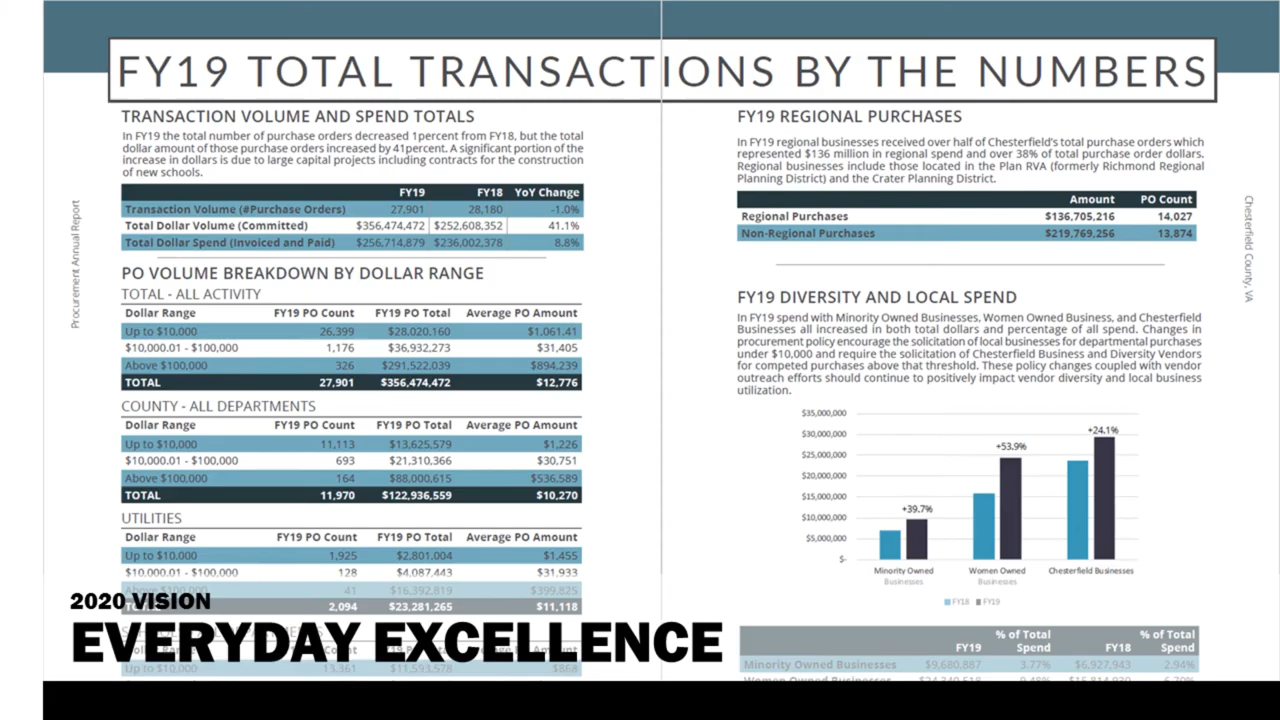 FY19 TOTAL TRANSACTIONS BY THE NUMBERS
TRANSACTION VOLUME AND SPEND TOTALS
In FY19 the total number of purchase orders decreased 1percent from FY18, but the total
dollar amount of those purchase orders increased by 41percent. A significant portion of the
increase in dollars is due to large capital projects including contracts for the construction
of new schools.
FY19 FY18 YoY Change
Transaction Volume (#Purchase Orders) 27,901 28,180 -1.0%
Total Dollar Volume (Committed) $356,474,472 $252,608,352 41.1%
Total Dollar Spend (Invoiced and Paid) $256,714,879 $236,002,378 8.8%
PO VOLUME BREAKDOWN BY DOLLAR RANGE
TOTAL - ALL ACTIVITY
Dollar Range FY19 PO Count FY19 PO Total Average PO Amount
Up to $10,000 26,399 $28,020,160 $1,061.41
$10,000.01 - $100,000 1,176 $36,932,273 $31,405
Above $100,000 326 $291,522,039 $894,239
TOTAL 27,901 $356,474,472 $12,776
COUNTY - ALL DEPARTMENTS
Dollar Range FY19 PO Count FY19 PO Total Average PO Amount
Up to $10,000 11,113 $13,625,579 $1,226
$10,000.01 - $100,000 693 $21,310,366 $30,751
Above $100,000 164 $88,000,615 $536,589
TOTAL 11,970 $122,936,559 $10,270
UTILITIES
Dollar Range FY19 PO Count FY19 PO Total Average PO Amount
Up to $10,000 1,925 $2,801,004 $1,455
$10,000.01 - $100,000 128 $4,087,443 $31,933
Above $100,000 41 $16,392,819 $399,825
2,094 $23,281,265 $11,118
Up to $10,000 13,361 $11,593,578 $868
Procurement Annual Report
2020 VISION
EVERYDAY EXCELLENCE
FY19 REGIONAL PURCHASES
In FY19 regional businesses received over half of Chesterfield's total purchase orders which
represented $136 million in regional spend and over 38% of total purchase order dollars.
Regional businesses include those located in the Plan RVA (formerly Richmond Regional
Planning District) and the Crater Planning District.
Amount PO Count
Regional Purchases $136,705,216 14,027
Non-Regional Purchases $219,769,256 13,874
FY19 DIVERSITY AND LOCAL SPEND
In FY19 spend with Minority Owned Businesses, Women Owned Business, and Chesterfield
Businesses all increased in both total dollars and percentage of all spend. Changes in
procurement policy encourage the solicitation of local businesses for departmental purchases
under $10,000 and require the solicitation of Chesterfield Business and Diversity Vendors
for competed purchases above that threshold. These policy changes coupled with vendor
outreach efforts should continue to positively impact vendor diversity and local business
utilization.
$35,000,000
$30,000,000
$25,000,000
$20,000,000
$15,000,000
$10,000,000
$5,000,000
$-
+39.7%
+53.9%
+24.1%
Minority Owned Businesses
Women Owned Businesses
Chesterfield Businesses
FY18 FY19
FY19 % of Total Spend FY18 % of Total Spend
Minority Owned Businesses $9,680,887 3.77% $6,927,943 2.94%
Chesterfield County, VA